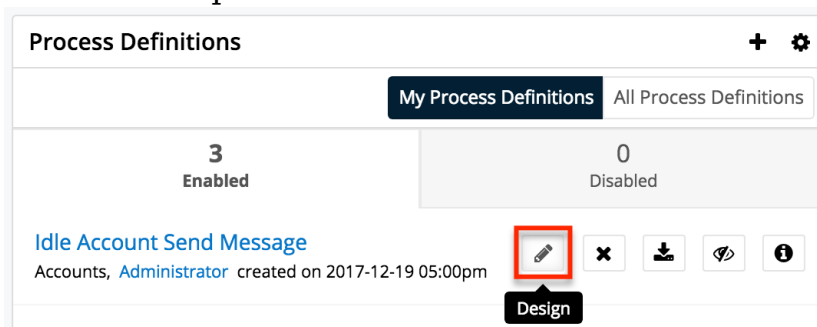 Process Definitions
My Process Definitions All Process Definitions
3
Enabled
0
Disabled
Idle Account Send Message
Accounts, Administrator created on 2017-12-19 05:00pm
Design